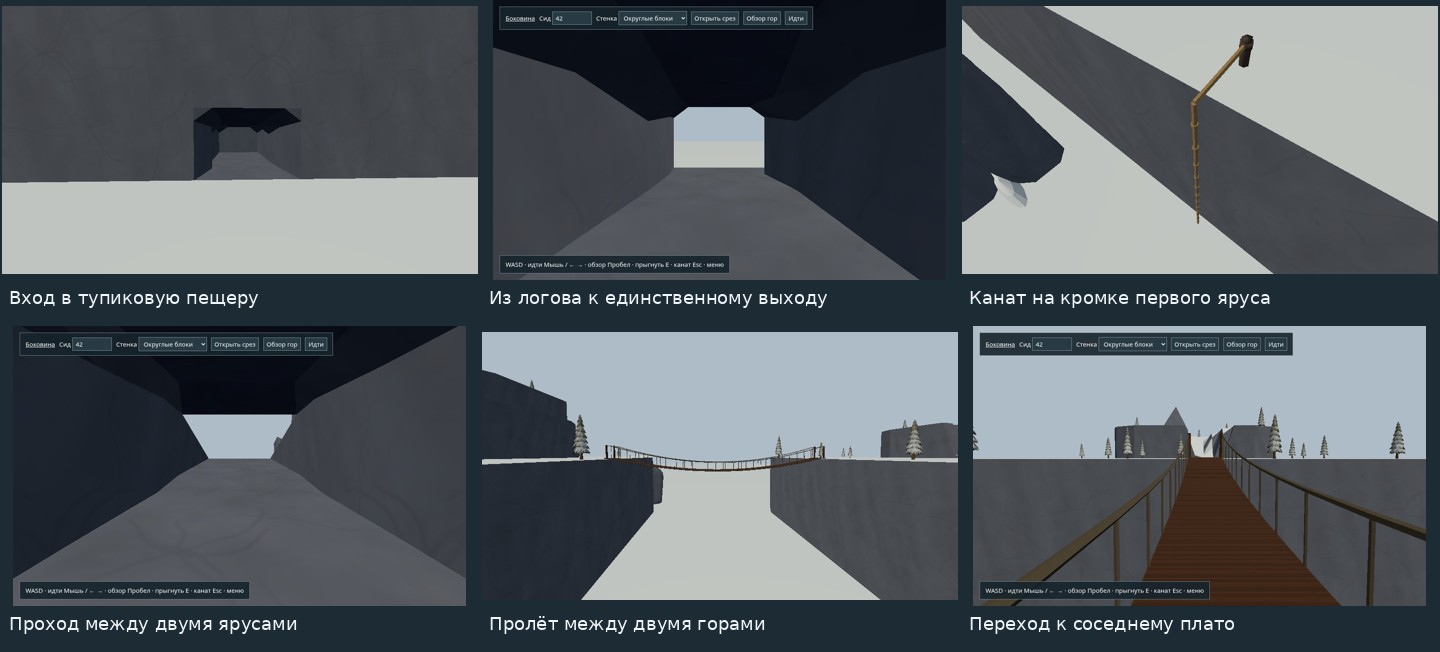 Боковина Сид 42 Стенка Округлые блоки Открыть срез Обзор гор Идти
WASD · идти Мышь / ← → · обзор Пробел · прыгнуть E · канат Esc · меню
Вход в тупиковую пещеру
Из логова к единственному выходу
Канат на кромке первого яруса
Боковина Сид 42 Стенка Округлые блоки Открыть срез Обзор гор Идти
Боковина Сид 42 Стенка Округлые блоки Открыть срез Обзор гор Идти
WASD · идти Мышь / ← → · обзор Пробел · прыгнуть E · канат Esc · меню
WASD · идти Мышь / ← → · обзор Пробел · прыгнуть E · канат Esc · меню
Проход между двумя ярусами
Пролёт между двумя горами
Переход к соседнему плато